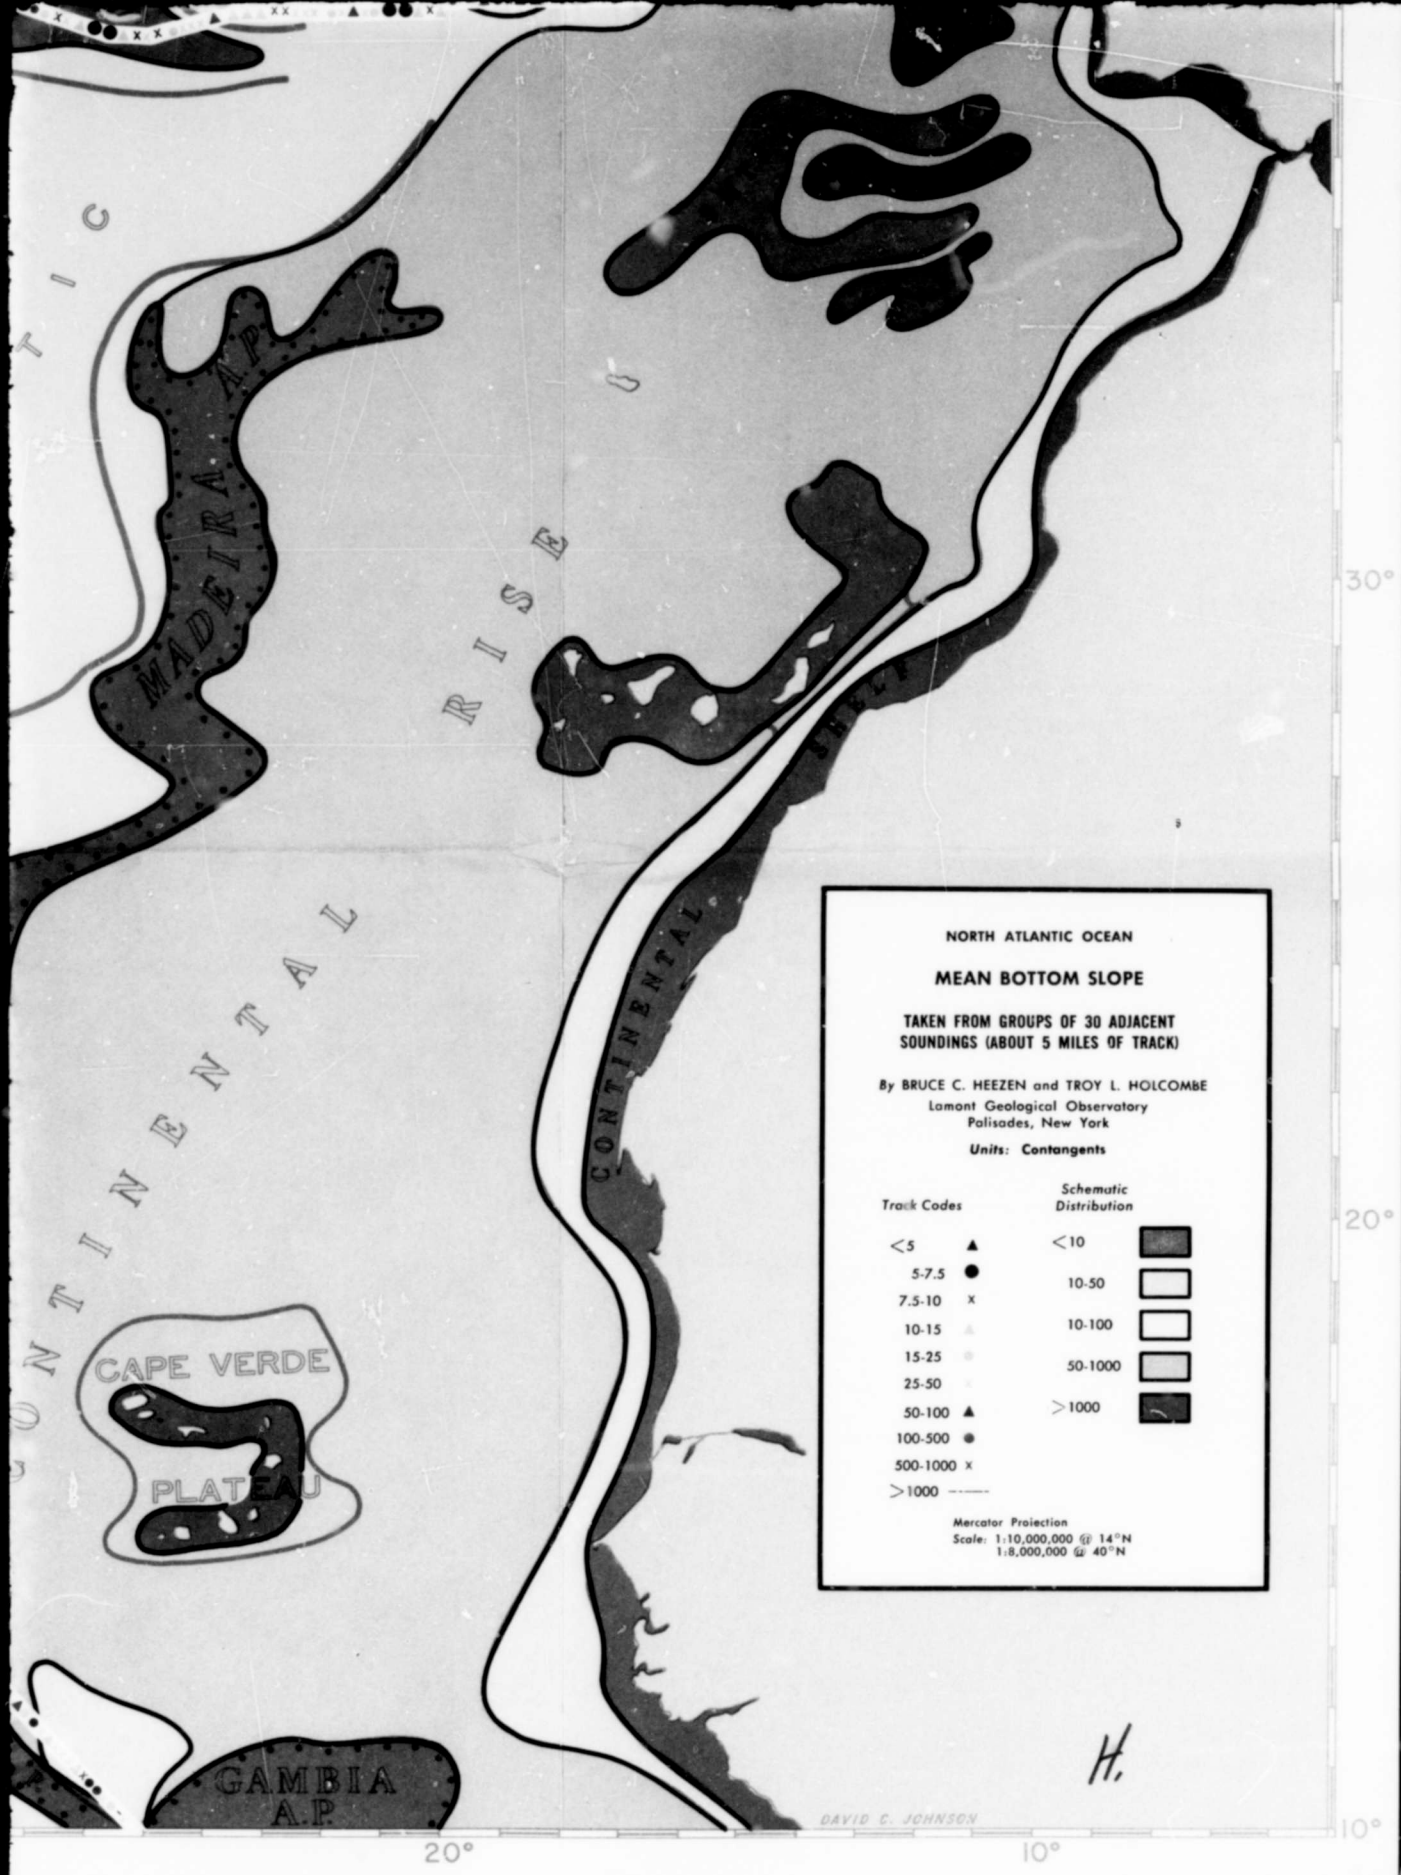 TIC
MADEIRA A.P.
RISE
CONTINENTAL
CONTINENTAL SHELF
CAPE VERDE
PLATEAU
GAMBIA
A.P.
30°
20°
10°
20°
10°
NORTH ATLANTIC OCEAN
MEAN BOTTOM SLOPE
TAKEN FROM GROUPS OF 30 ADJACENT
SOUNDINGS (ABOUT 5 MILES OF TRACK)
By BRUCE C. HEEZEN and TROY L. HOLCOMBE
Lamont Geological Observatory
Palisades, New York
Units: Contangents
Track Codes
<5
5-7.5
7.5-10 x
10-15
15-25
25-50 x
50-100
100-500
500-1000 x
>1000
Schematic
Distribution
<10
10-50
10-100
50-1000
>1000
Mercator Projection
Scale: 1:10,000,000 @ 14°N
1:8,000,000 @ 40°N
H.
DAVID C. JOHNSON